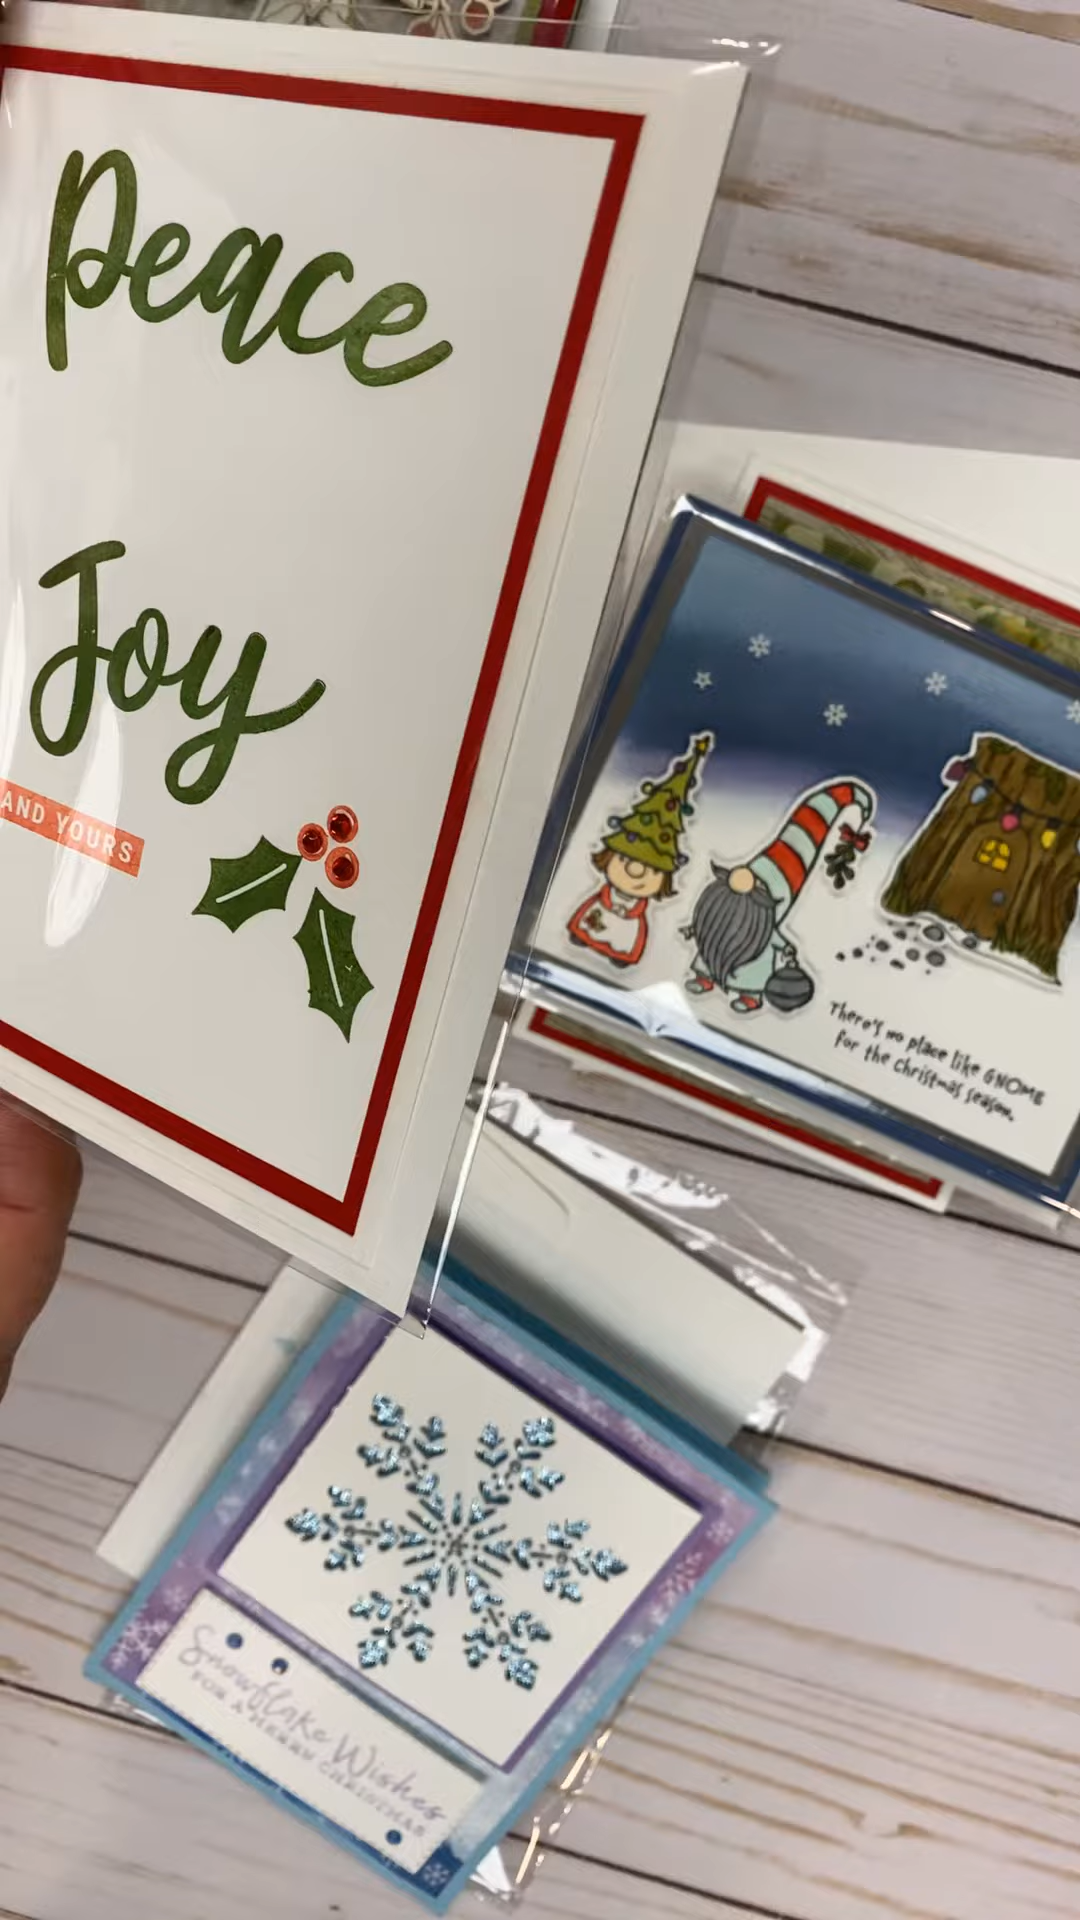 Peace
Joy
AND YOURS
There's no place like GNOME
for the Christmas season.
Snowflake Wishes
FOR A MERRY CHRISTMAS